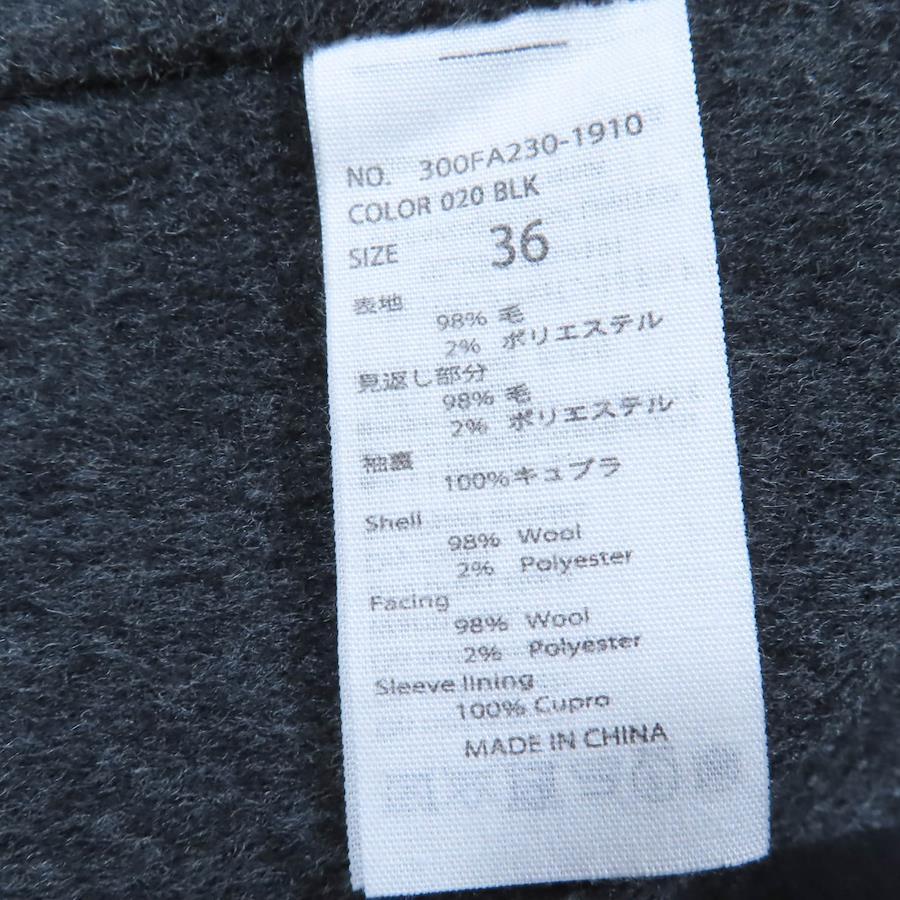 NO. 300FA230-1910
COLOR 020 BLK
SIZE 36
表地
98% 毛
2% ポリエステル
見返し部分
98% 毛
2% ポリエステル
袖裏
100%キュプラ
Shell
98% Wool
2% Polyester
Facing
98% Wool
2% Polyester
Sleeve lining
100% Cupro
MADE IN CHINA